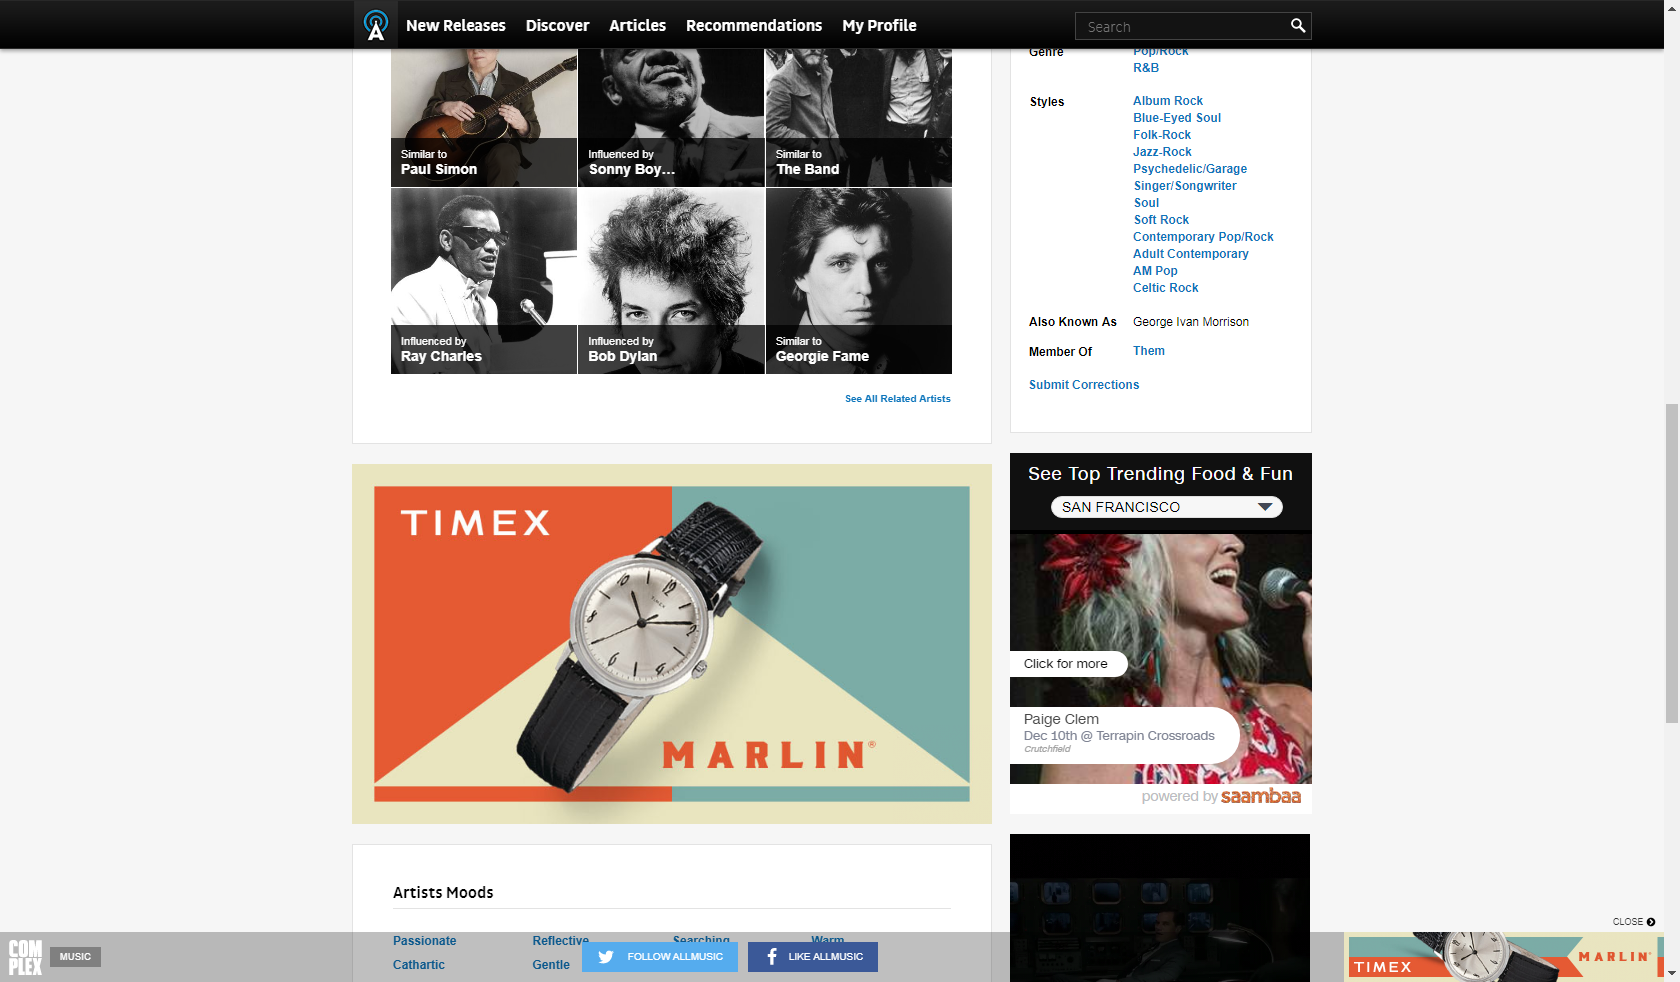 New Releases Discover Articles Recommendations My Profile Search
Similar to
Paul Simon
Influenced by
Sonny Boy...
Similar to
The Band
Influenced by
Ray Charles
Influenced by
Bob Dylan
Similar to
Georgie Fame
See All Related Artists
Genre Pop/Rock
R&B
Styles Album Rock
Blue-Eyed Soul
Folk-Rock
Jazz-Rock
Psychedelic/Garage
Singer/Songwriter
Soul
Soft Rock
Contemporary Pop/Rock
Adult Contemporary
AM Pop
Celtic Rock
Also Known As George Ivan Morrison
Member Of Them
Submit Corrections
TIMEX
TIMEX
MARLIN®
See Top Trending Food & Fun
SAN FRANCISCO
Click for more
Paige Clem
Dec 10th @ Terrapin Crossroads
Crutchfield
powered by saambaa
Artists Moods
Passionate Reflective Searching Warm
Cathartic Gentle
COMPLEX MUSIC
FOLLOW ALLMUSIC
LIKE ALLMUSIC
CLOSE
TIMEX
MARLIN